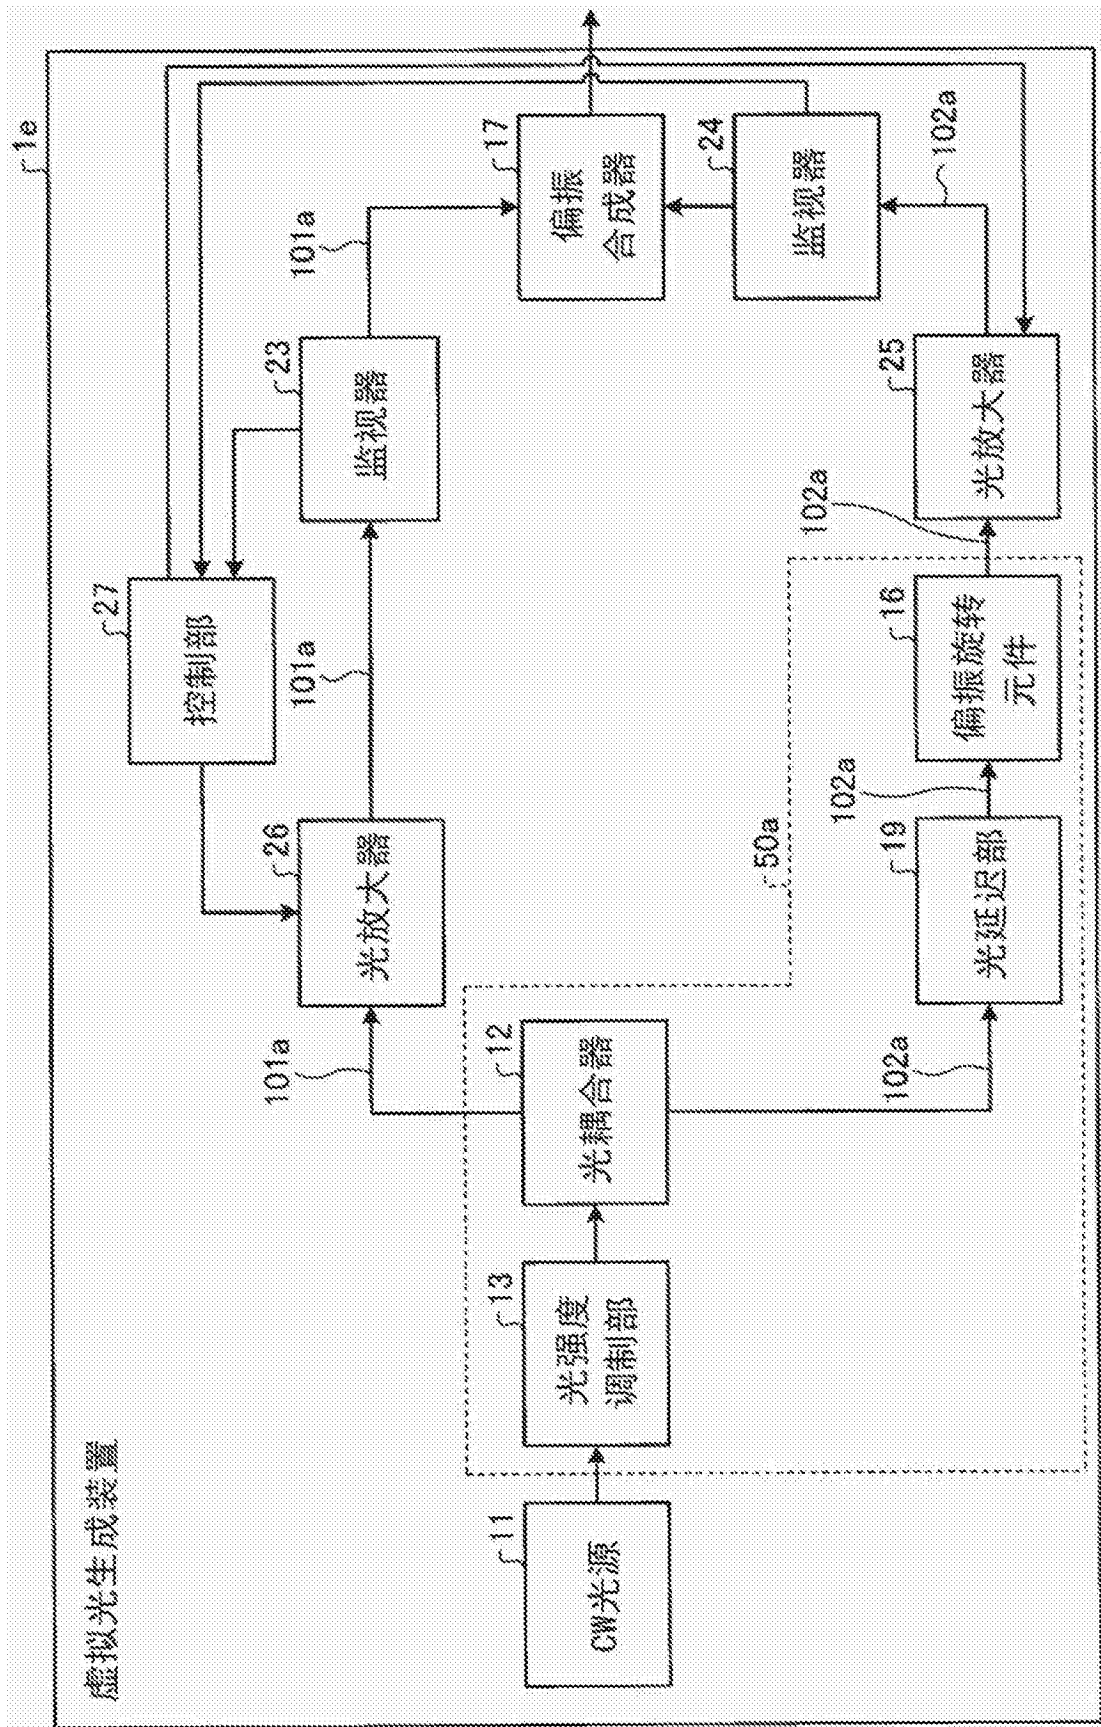 虚拟光生成装置
1e
11
CW光源
13
光强度
调制部
12
光耦合器
101a
26
光放大器
27
控制部
101a
23
监视器
101a
17
偏振
合成器
24
监视器
102a
50a
102a
19
光延迟部
102a
16
偏振旋转
元件
102a
25
光放大器